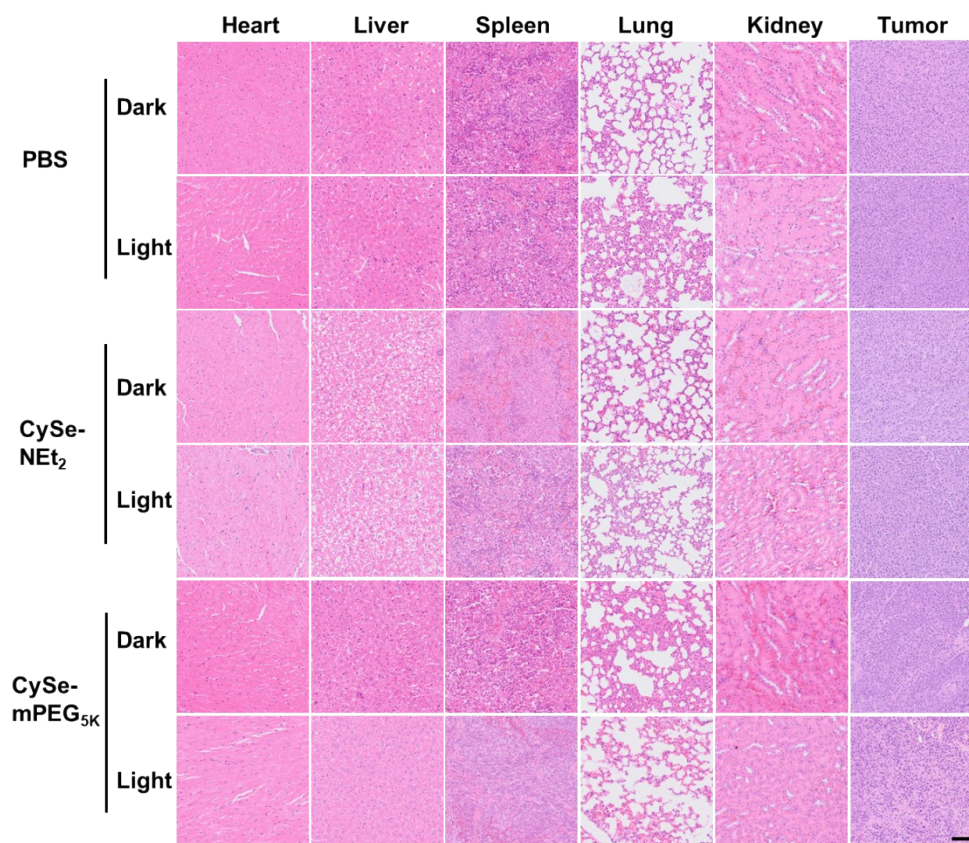 Heart Liver Spleen Lung Kidney Tumor
PBS
Dark
Light
CySe-
NEt₂
Dark
Light
CySe-
mPEG₅ₖ
Dark
Light